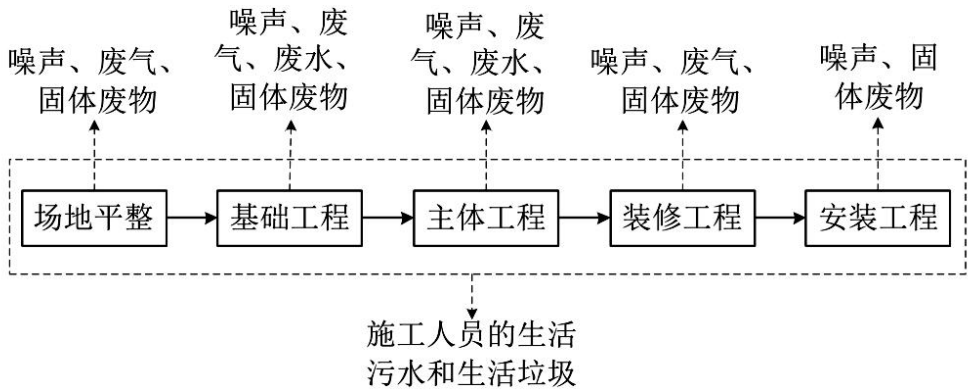 噪声、废气、
固体废物
噪声、废
气、废水、
固体废物
噪声、废
气、废水、
固体废物
噪声、废气、
固体废物
噪声、固
体废物
场地平整
基础工程
主体工程
装修工程
安装工程
施工人员的生活
污水和生活垃圾